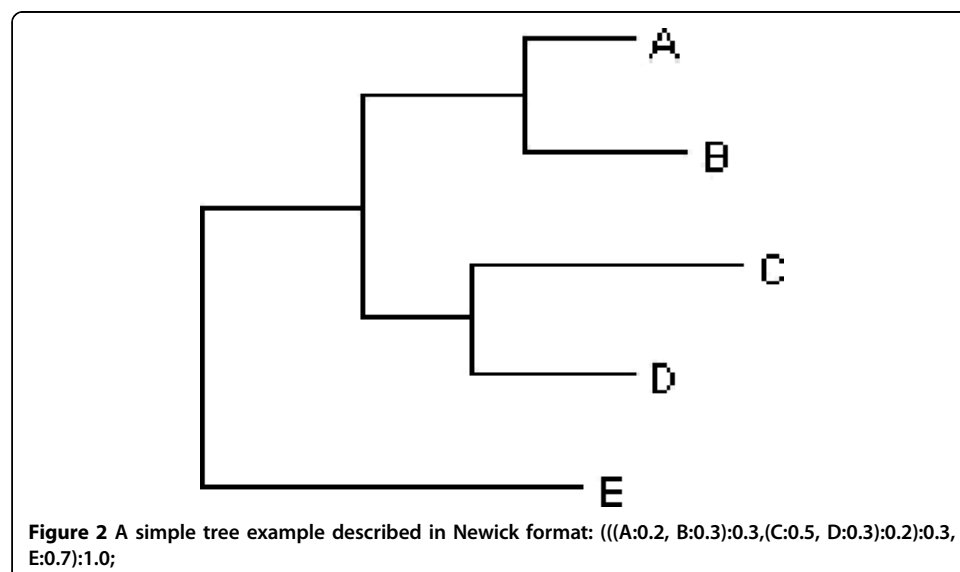 A
B
C
D
E
Figure 2 A simple tree example described in Newick format: (((A:0.2, B:0.3):0.3,(C:0.5, D:0.3):0.2):0.3,
E:0.7):1.0;